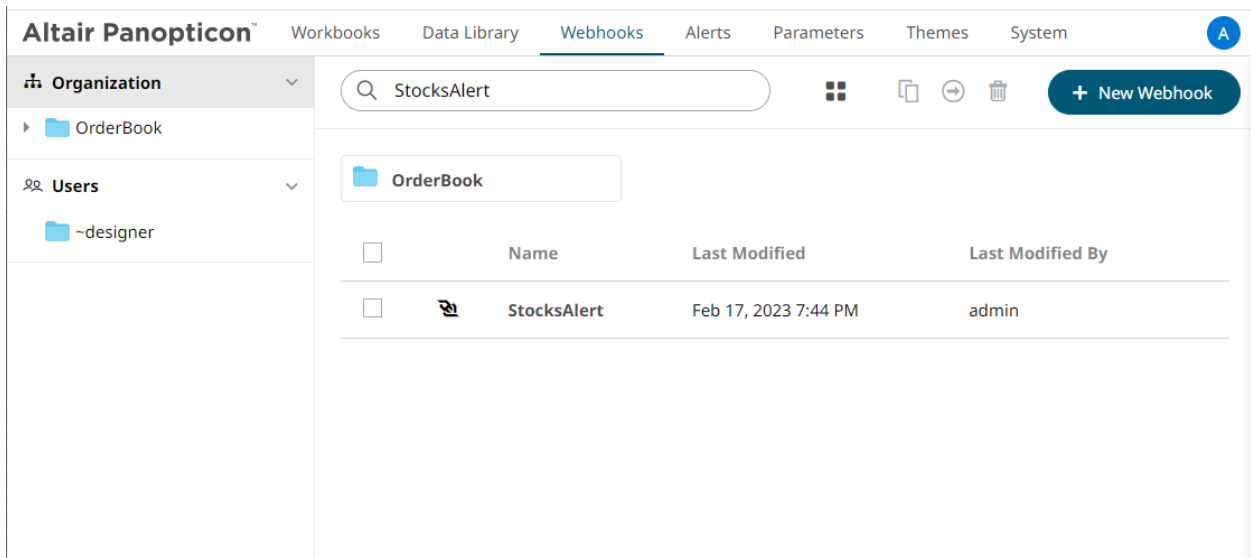 Altair Panopticon™ Workbooks Data Library Webhooks Alerts Parameters Themes System A
Organization
OrderBook
Users
~designer
StocksAlert
+ New Webhook
OrderBook
Name Last Modified Last Modified By
StocksAlert Feb 17, 2023 7:44 PM admin